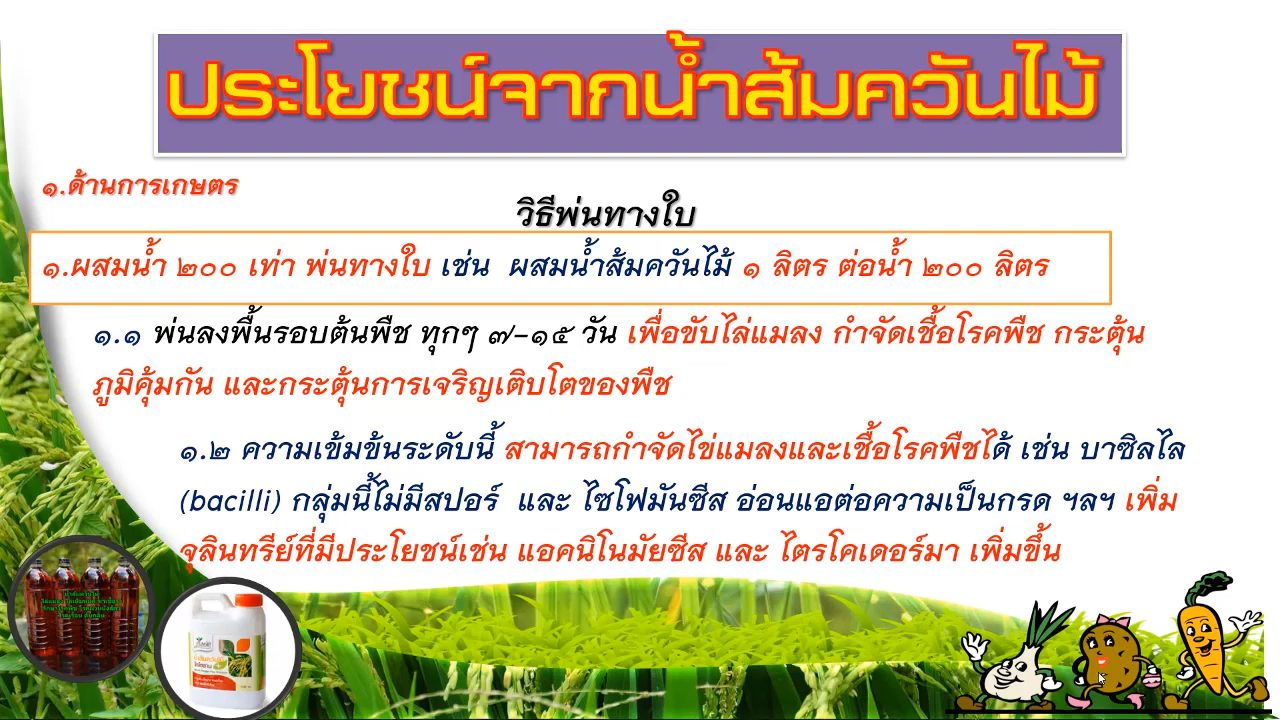 ประโยชน์จากน้ำส้มควันไม้
๑.ด้านการเกษตร
วิธีพ่นทางใบ
๑.ผสมน้ำ ๒๐๐ เท่า พ่นทางใบ เช่น ผสมน้ำส้มควันไม้ ๑ ลิตร ต่อน้ำ ๒๐๐ ลิตร
๑.๑ พ่นลงพื้นรอบต้นพืช ทุกๆ ๗-๑๕ วัน เพื่อขับไล่แมลง กำจัดเชื้อโรคพืช กระตุ้น
ภูมิคุ้มกัน และกระตุ้นการเจริญเติบโตของพืช
๑.๒ ความเข้มข้นระดับนี้ สามารถกำจัดไข่แมลงและเชื้อโรคพืชได้ เช่น บาซิลไล
(bacilli) กลุ่มนี้ไม่มีสปอร์ และ ไซโฟมันซีส อ่อนแอต่อความเป็นกรด ฯลฯ เพิ่ม
จุลินทรีย์ที่มีประโยชน์เช่น แอคนิโนมัยซีส และ ไตรโคเดอร์มา เพิ่มขึ้น